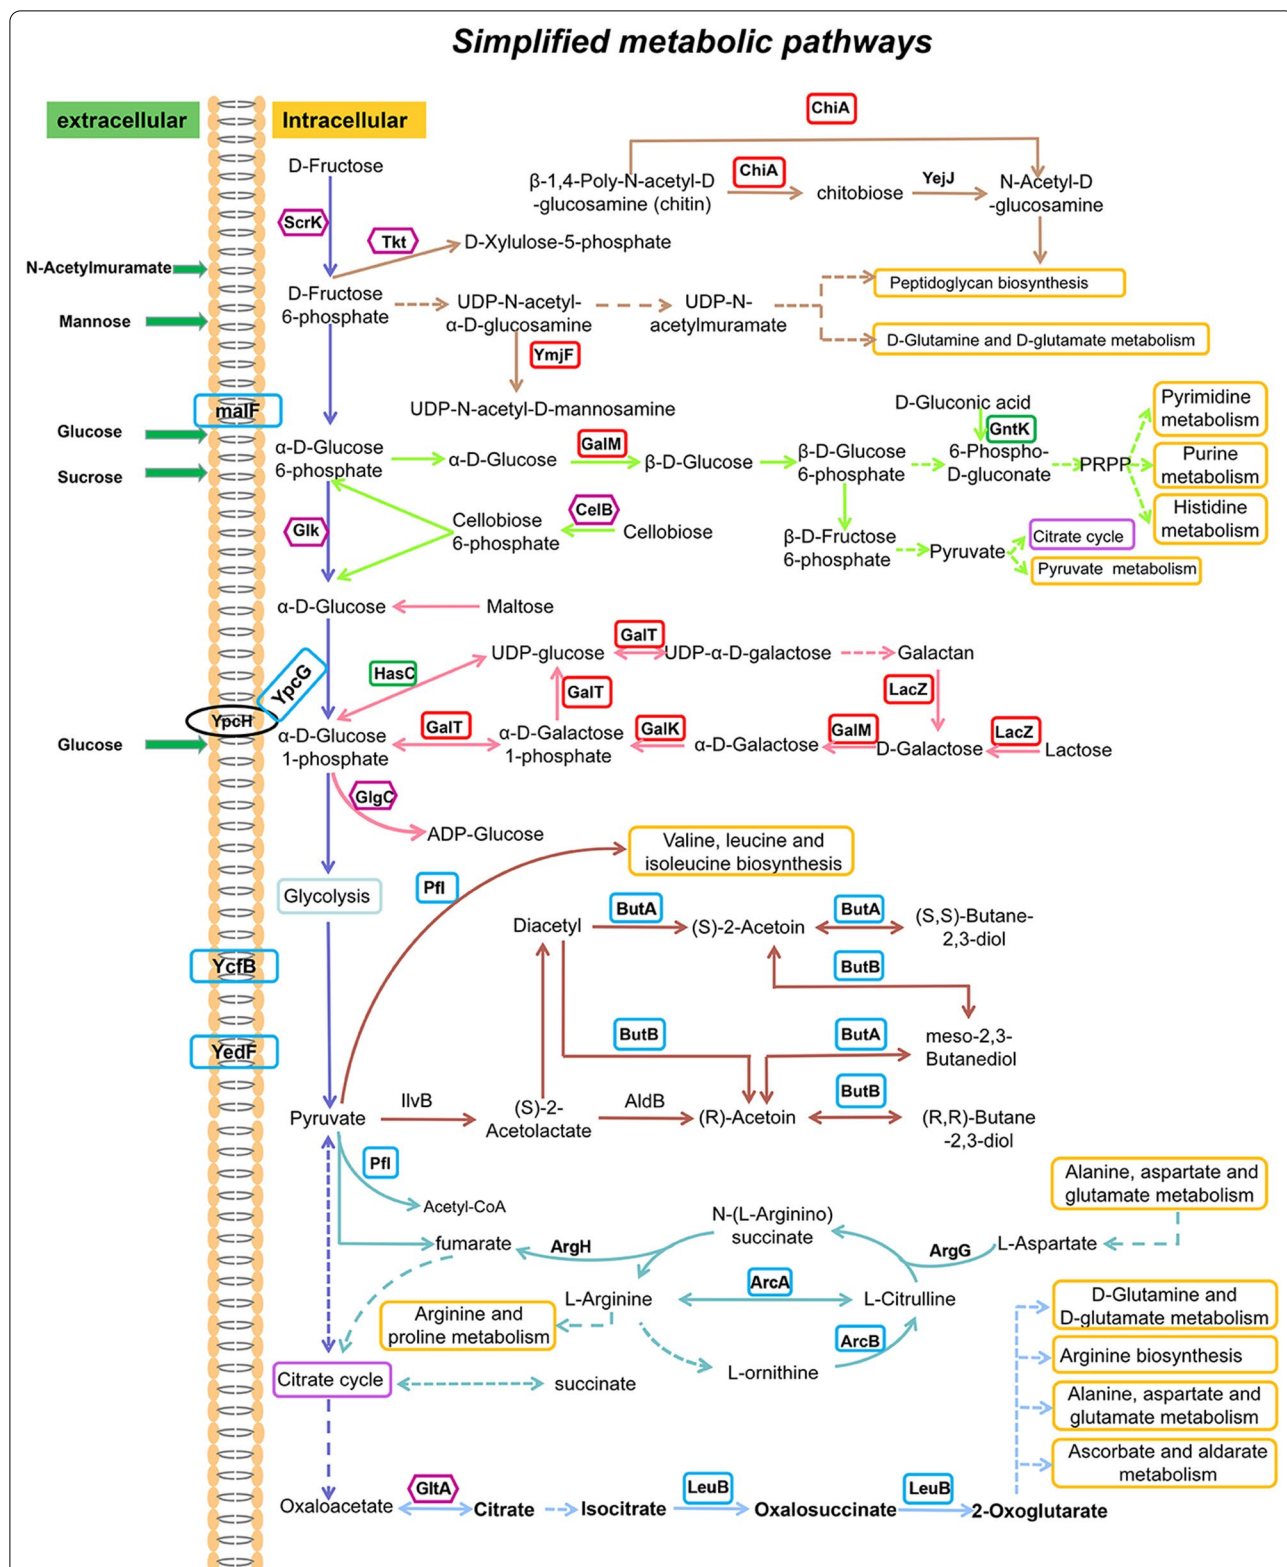 Simplified metabolic pathways
extracellular
Intracellular
ChiA
D-Fructose
β-1,4-Poly-N-acetyl-D
-glucosamine (chitin)
ChiA
chitobiose
YejJ
N-Acetyl-D
-glucosamine
ScrK
Tkt
D-Xylulose-5-phosphate
N-Acetylmuramate
Peptidoglycan biosynthesis
D-Fructose
6-phosphate
UDP-N-acetyl-
α-D-glucosamine
UDP-N-
acetylmuramate
Mannose
D-Glutamine and D-glutamate metabolism
YmjF
UDP-N-acetyl-D-mannosamine
malF
D-Gluconic acid
Pyrimidine
metabolism
Glucose
GntK
α-D-Glucose
6-phosphate
α-D-Glucose
GalM
β-D-Glucose
β-D-Glucose
6-phosphate
6-Phospho-
D-gluconate
PRPP
Purine
metabolism
Sucrose
Histidine
metabolism
Glk
Cellobiose
6-phosphate
CelB
Cellobiose
β-D-Fructose
6-phosphate
Pyruvate
Citrate cycle
Pyruvate metabolism
α-D-Glucose
Maltose
UDP-glucose
GalT
UDP-α-D-galactose
Galactan
YpcG
HasC
GalT
LacZ
YpcH
Glucose
α-D-Glucose
1-phosphate
GalT
α-D-Galactose
1-phosphate
GalK
α-D-Galactose
GalM
D-Galactose
LacZ
Lactose
GlgC
ADP-Glucose
Valine, leucine and
isoleucine biosynthesis
Glycolysis
Pfl
Diacetyl
ButA
(S)-2-Acetoin
ButA
(S,S)-Butane-
2,3-diol
YcfB
ButB
YedF
ButB
ButA
meso-2,3-
Butanediol
Pyruvate
IlvB
(S)-2-
Acetolactate
AldB
(R)-Acetoin
ButB
(R,R)-Butane
-2,3-diol
Pfl
Acetyl-CoA
Alanine, aspartate and
glutamate metabolism
fumarate
ArgH
N-(L-Arginino)
succinate
ArgG
L-Aspartate
L-Arginine
ArcA
L-Citrulline
D-Glutamine and
D-glutamate metabolism
Arginine and
proline metabolism
ArcB
Arginine biosynthesis
Citrate cycle
succinate
L-ornithine
Alanine, aspartate and
glutamate metabolism
Ascorbate and aldarate
metabolism
Oxaloacetate
GltA
Citrate
Isocitrate
LeuB
Oxalosuccinate
LeuB
2-Oxoglutarate